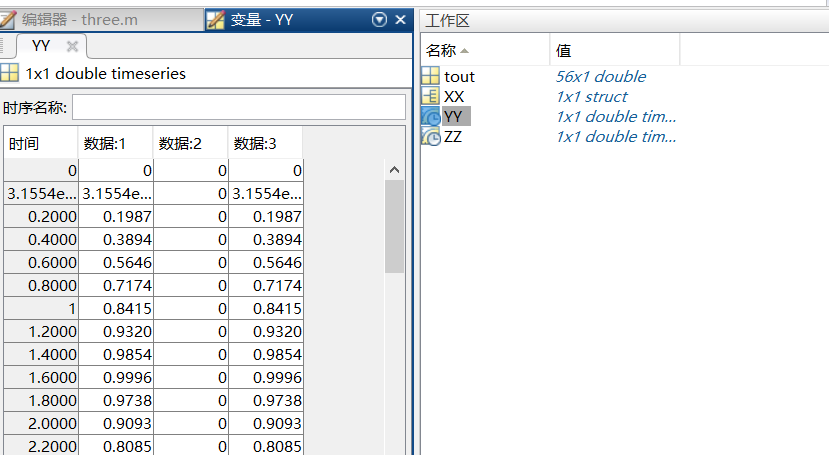 编辑器 - three.m
变量 - YY
YY
1x1 double timeseries
时序名称:
时间 数据:1 数据:2 数据:3
0 0 0 0
3.1554e... 3.1554e... 0 3.1554e...
0.2000 0.1987 0 0.1987
0.4000 0.3894 0 0.3894
0.6000 0.5646 0 0.5646
0.8000 0.7174 0 0.7174
1 0.8415 0 0.8415
1.2000 0.9320 0 0.9320
1.4000 0.9854 0 0.9854
1.6000 0.9996 0 0.9996
1.8000 0.9738 0 0.9738
2.0000 0.9093 0 0.9093
2.2000 0.8085 0 0.8085
工作区
名称 值
tout 56x1 double
XX 1x1 struct
YY 1x1 double tim...
ZZ 1x1 double tim...